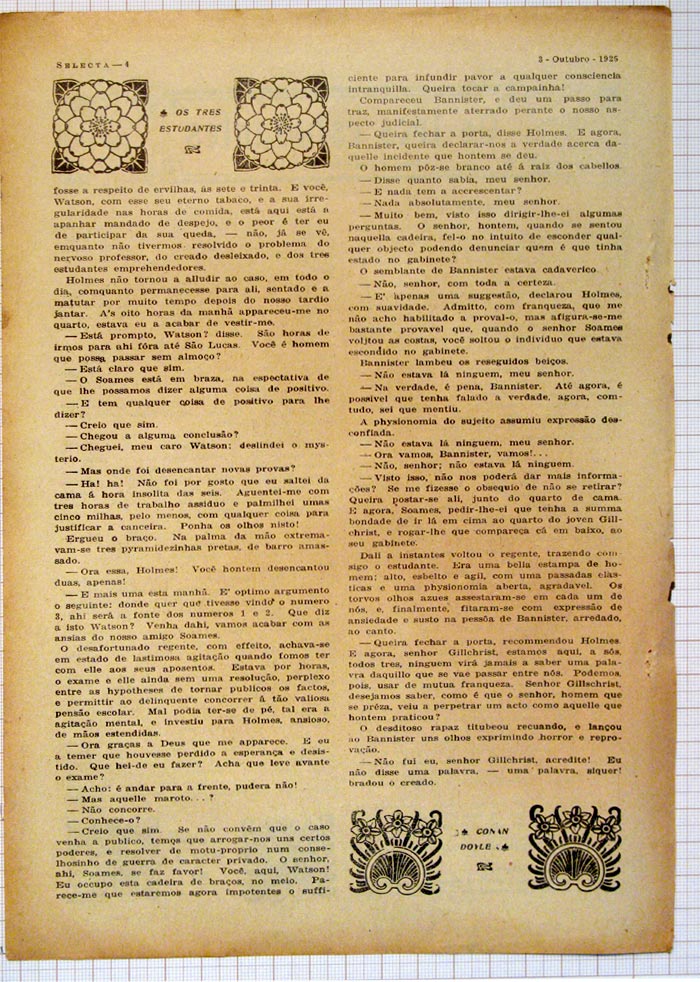 SELECTA — 4
3 - Outubro - 1925
OS TRES
ESTUDANTES
fosse a respeito de ervilhas, ás sete e trinta. E você,
Watson, com esse seu eterno tabaco, e a sua irre-
gularidade nas horas de comida, está aqui está a
apanhar mandado de despejo, e o peor é ter eu
de participar da sua queda, — não, já se vê,
emquanto não tivermos resolvido o problema do
nervoso professor, do creado desleixado, e dos tres
estudantes emprehendedores.
Holmes não tornou a alludir ao caso, em todo o
dia, comquanto permanecesse para ali, sentado e a
matutar por muito tempo depois do nosso tardio
jantar. A's oito horas da manhã appareceu-me no
quarto, estava eu a acabar de vestir-me.
— Está prompto, Watson? disse. São horas de
irmos para ahi fóra até São Lucas. Você é homem
que possa passar sem almoço?
— Está claro que sim.
— O Soames está em braza, na espectativa de
que lhe possamos dizer alguma coisa de positivo.
— E tem qualquer coisa de positivo para lhe
dizer?
— Creio que sim.
— Chegou a alguma conclusão?
— Cheguei, meu caro Watson; deslindei o mys-
terio.
— Mas onde foi desencantar novas provas?
— Ha! ha! Não foi por gosto que eu saltei da
cama á hora insolita das seis. Aguentei-me com
tres horas de trabalho assiduo e palmilhei umas
cinco milhas, pelo menos, com qualquer coisa para
justificar a canceira. Ponha os olhos nisto!
Ergueu o braço. Na palma da mão extrema-
vam-se tres pyramidezinhas pretas, de barro amas-
sado.
— Ora essa, Holmes! Você hontem desencantou
duas, apenas!
— E mais uma esta manhã. E' optimo argumento
o seguinte: donde quer que tivesse vindo o numero
3, ahi será a fonte dos numeros 1 e 2. Que diz
a isto Watson? Venha dahi, vamos acabar com as
ansias do nosso amigo Soames.
O desafortunado regente, com effeito, achava-se
em estado de lastimosa agitação quando fomos ter
com elle aos seus aposentos. Estava por horas,
o exame e elle ainda sem uma resolução, perplexo
entre as hypotheses de tornar publicos os factos,
e permittir ao delinquente concorrer á tão valiosa
pensão escolar. Mal podia ter-se de pé, tal era a
agitação mental, e investiu para Holmes, ansioso,
de mãos estendidas.
— Ora graças a Deus que me apparece. E eu
a temer que houvesse perdido a esperança e desis-
tido. Que hei-de eu fazer? Acha que leve avante
o exame?
— Acho: é andar para a frente, pudera não!
— Mas aquelle maroto. . . ?
— Não concorre.
— Conhece-o?
— Creio que sim. Se não convêm que o caso
venha a publico, temos que arrogar-nos uns certos
poderes, e resolver de motu-proprio num conse-
lhosinho de guerra de caracter privado. O senhor,
ahi, Soames, se faz favor! Você, aqui, Watson!
Eu occupo esta cadeira de braços, no meio. Pa-
rece-me que estaremos agora impotentes o suffi-
ciente para infundir pavor a qualquer consciencia
intranquilla. Queira tocar a campainha!
Compareceu Bannister, e deu um passo para
traz, manifestamente aterrado perante o nosso as-
pecto judicial.
— Queira fechar a porta, disse Holmes. E agora,
Bannister, queira declarar-nos a verdade acerca da-
quelle incidente que hontem se deu.
O homem pôz-se branco até á raiz dos cabellos.
— Disse quanto sabia, meu senhor.
— E nada tem a accrescentar?
— Nada absolutamente, meu senhor.
— Muito bem, visto isso dirigir-lhe-ei algumas
perguntas. O senhor, hontem, quando se sentou
naquella cadeira, fel-o no intuito de esconder qual-
quer objecto podendo denunciar quem é que tinha
estado no gabinete?
O semblante de Bannister estava cadaverico
— Não, senhor, com toda a certeza.
— E' apenas uma suggestão, declarou Holmes,
com suavidade. Admitto, com franqueza, que me
não acho habilitado a proval-o, mas afigura-se-me
bastante provavel que, quando o senhor Soames
voltou as costas, você soltou o individuo que estava
escondido no gabinete.
Bannister lambeu os reseguidos beiços.
— Não estava lá ninguem, meu senhor.
— Na verdade, é pena, Bannister. Até agora, é
possivel que tenha falado a verdade, agora, com-
tudo, sei que mentiu.
A physionomia do sujeito assumiu expressão des-
confiada.
— Não estava lá ninguem, meu senhor.
— Ora vamos, Bannister, vamos!. . .
— Não, senhor; não estava lá ninguem.
— Visto isso, não nos poderá dar mais informa-
ções? Se me fizesse o obsequio de não se retirar?
Queira postar-se ali, junto do quarto de cama.
E agora, Soames, pedir-lhe-ei que tenha a summa
bondade de ir lá em cima ao quarto do joven Gill-
christ, e rogar-lhe que compareça cá em baixo, ao
seu gabinete.
Dali a instantes voltou o regente, trazendo com-
sigo o estudante. Era uma bella estampa de ho-
mem; alto, esbelto e agil, com uma passadas elas-
ticas e uma physionomia aberta, agradavel. Os
torvos olhos azues assestaram-se em cada um de
nós, e, finalmente, fitaram-se com expressão de
ansiedade e susto na pessôa de Bannister, arredado,
ao canto.
— Queira fechar a porta, recommendou Holmes.
E agora, senhor Gillchrist, estamos aqui, a sós,
todos tres, ninguem virá jamais a saber uma pala-
vra daquillo que se vae passar entre nós. Podemos,
pois, usar de mutua franqueza. Senhor Gillchrist,
desejamos saber, como é que o senhor, homem que
se préza, veiu a perpetrar um acto como aquelle que
hontem praticou?
O desditoso rapaz titubeou recuando, e lançou
ao Bannister uns olhos exprimindo horror e repro-
vação.
— Não fui eu, senhor Gillchrist, acredite! Eu
não disse uma palavra, — uma palavra, siquer!
bradou o creado.
CONAN
DOYLE